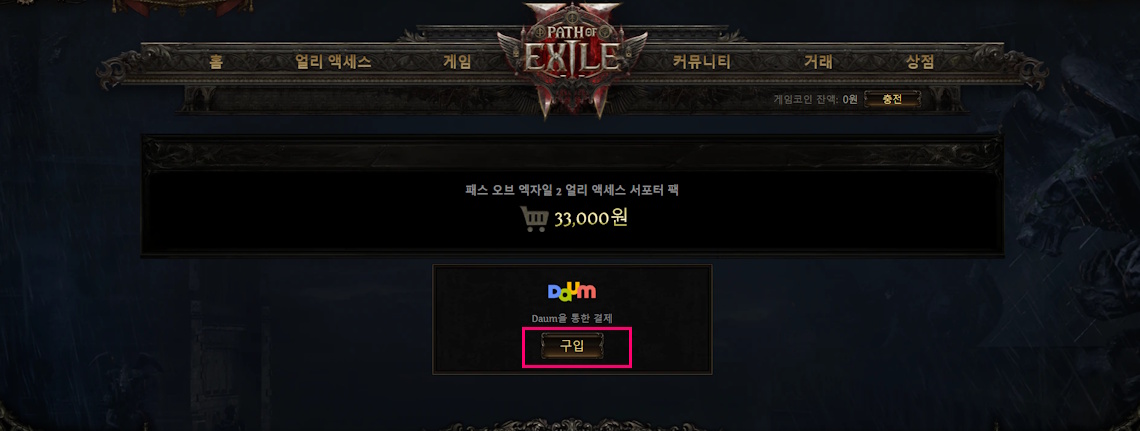 PATH OF
EXILE
홈 얼리 액세스 게임 커뮤니티 거래 상점
게임코인 잔액: 0원 충전
패스 오브 엑자일 2 얼리 액세스 서포터 팩
33,000원
Daum
Daum을 통한 결제
구입